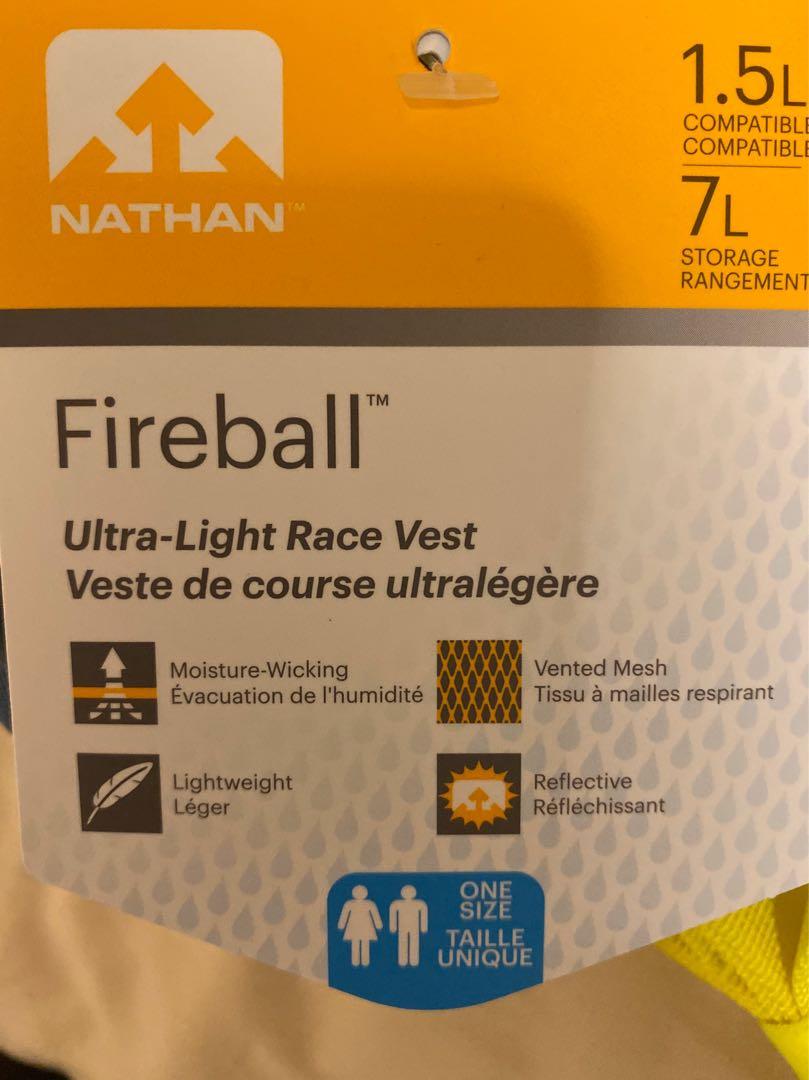 NATHAN™
1.5L
COMPATIBLE
COMPATIBLE
7L
STORAGE
RANGEMENT
Fireball™
Ultra-Light Race Vest
Veste de course ultralégère
Moisture-Wicking
Évacuation de l'humidité
Vented Mesh
Tissu à mailles respirant
Lightweight
Léger
Reflective
Réfléchissant
ONE
SIZE
TAILLE
UNIQUE